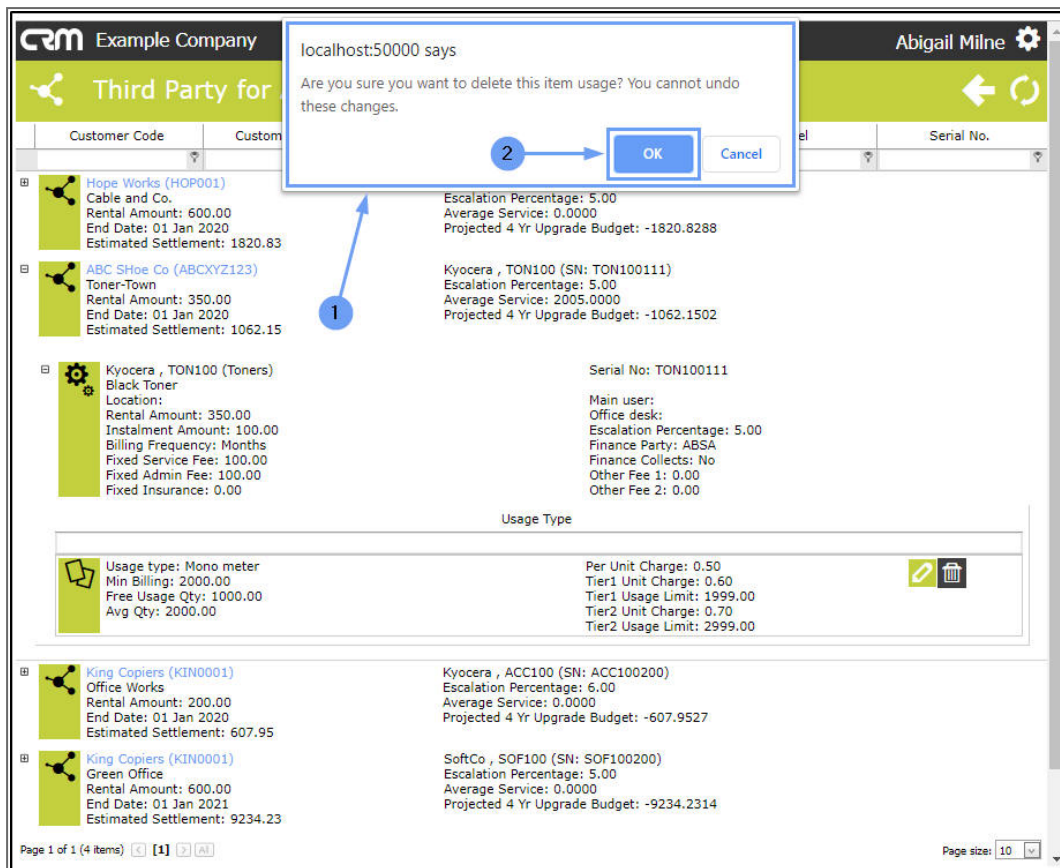 CRM Example Company
Abigail Milne
localhost:50000 says
Are you sure you want to delete this item usage? You cannot undo
these changes.
2
OK
Cancel
1
Third Party for
Customer Code
Custom
el
Serial No.
Hope Works (HOP001)
Cable and Co.
Rental Amount: 600.00
End Date: 01 Jan 2020
Estimated Settlement: 1820.83
Escalation Percentage: 5.00
Average Service: 0.0000
Projected 4 Yr Upgrade Budget: -1820.8288
ABC SHoe Co (ABCXYZ123)
Toner-Town
Rental Amount: 350.00
End Date: 01 Jan 2020
Estimated Settlement: 1062.15
Kyocera , TON100 (SN: TON100111)
Escalation Percentage: 5.00
Average Service: 2005.0000
Projected 4 Yr Upgrade Budget: -1062.1502
Kyocera , TON100 (Toners)
Black Toner
Location:
Rental Amount: 350.00
Instalment Amount: 100.00
Billing Frequency: Months
Fixed Service Fee: 100.00
Fixed Admin Fee: 100.00
Fixed Insurance: 0.00
Serial No: TON100111
Main user:
Office desk:
Escalation Percentage: 5.00
Finance Party: ABSA
Finance Collects: No
Other Fee 1: 0.00
Other Fee 2: 0.00
Usage Type
Usage type: Mono meter
Min Billing: 2000.00
Free Usage Qty: 1000.00
Avg Qty: 2000.00
Per Unit Charge: 0.50
Tier1 Unit Charge: 0.60
Tier1 Usage Limit: 1999.00
Tier2 Unit Charge: 0.70
Tier2 Usage Limit: 2999.00
King Copiers (KIN0001)
Office Works
Rental Amount: 200.00
End Date: 01 Jan 2020
Estimated Settlement: 607.95
Kyocera , ACC100 (SN: ACC100200)
Escalation Percentage: 6.00
Average Service: 0.0000
Projected 4 Yr Upgrade Budget: -607.9527
King Copiers (KIN0001)
Green Office
Rental Amount: 600.00
End Date: 01 Jan 2021
Estimated Settlement: 9234.23
SoftCo , SOF100 (SN: SOF100200)
Escalation Percentage: 5.00
Average Service: 0.0000
Projected 4 Yr Upgrade Budget: -9234.2314
Page 1 of 1 (4 items) [1] All
Page size: 10